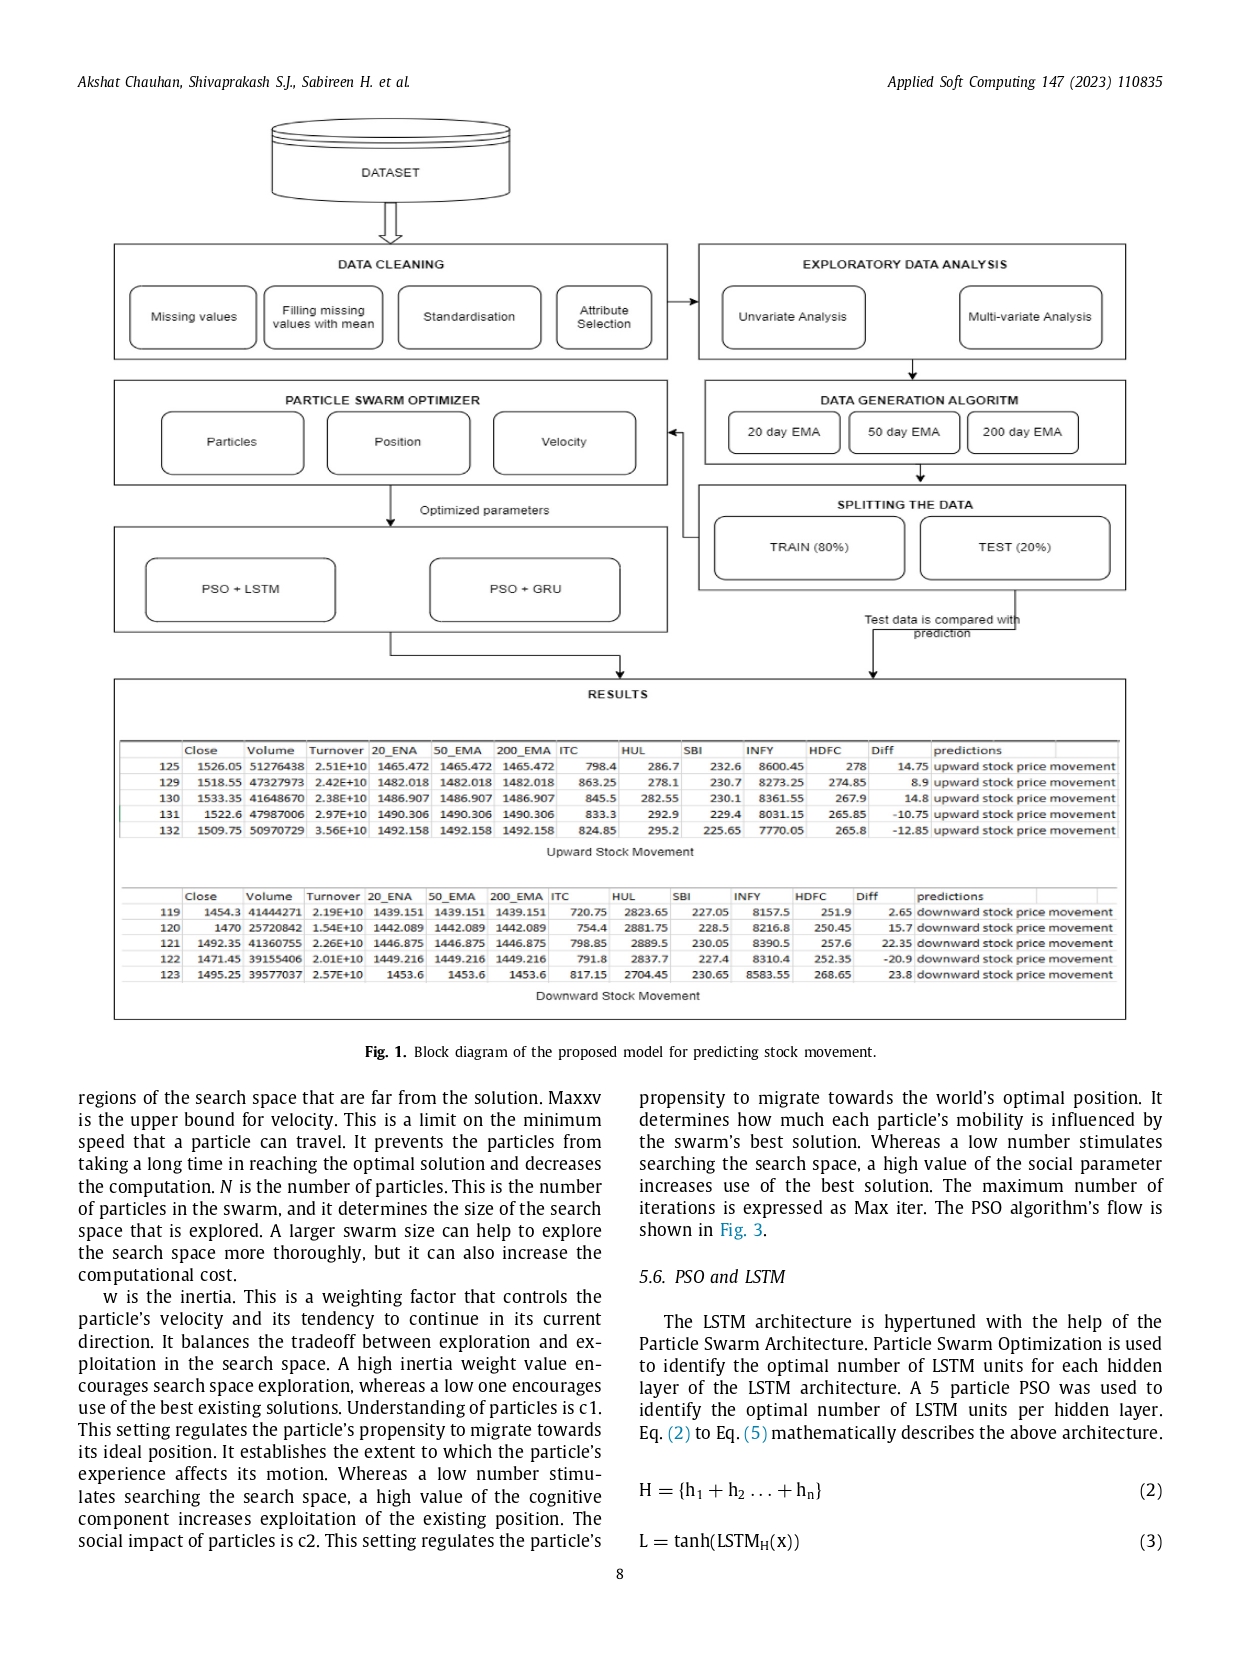 Akshat Chauhan, Shivaprakash S.J., Sabireen H. et al.
Applied Soft Computing 147 (2023) 110835
DATASET
DATA CLEANING
Missing values
Filling missing
values with mean
Standardisation
Attribute
Selection
EXPLORATORY DATA ANALYSIS
Unvariate Analysis
Multi-variate Analysis
PARTICLE SWARM OPTIMIZER
Particles
Position
Velocity
DATA GENERATION ALGORITM
20 day EMA
50 day EMA
200 day EMA
Optimized parameters
SPLITTING THE DATA
TRAIN (80%)
TEST (20%)
PSO + LSTM
PSO + GRU
Test data is compared with
prediction
RESULTS
Close Volume Turnover 20_ENA 50_EMA 200_EMA ITC HUL SBI INFY HDFC Diff predictions
125 1526.05 51276438 2.51E+10 1465.472 1465.472 1465.472 798.4 286.7 232.6 8600.45 278 14.75 upward stock price movement
129 1518.55 47327973 2.42E+10 1482.018 1482.018 1482.018 863.25 278.1 230.7 8273.25 274.85 8.9 upward stock price movement
130 1533.35 41648670 2.38E+10 1486.907 1486.907 1486.907 845.5 282.55 230.1 8361.55 267.9 14.8 upward stock price movement
131 1522.6 47987006 2.97E+10 1490.306 1490.306 1490.306 833.3 292.9 229.4 8031.15 265.85 -10.75 upward stock price movement
132 1509.75 50970729 3.56E+10 1492.158 1492.158 1492.158 824.85 295.2 225.65 7770.05 265.8 -12.85 upward stock price movement
Upward Stock Movement
Close Volume Turnover 20_ENA 50_EMA 200_EMA ITC HUL SBI INFY HDFC Diff predictions
119 1454.3 41444271 2.19E+10 1439.151 1439.151 1439.151 720.75 2823.65 227.05 8157.5 251.9 2.65 downward stock price movement
120 1470 25720842 1.54E+10 1442.089 1442.089 1442.089 754.4 2881.75 228.5 8216.8 250.45 15.7 downward stock price movement
121 1492.35 41360755 2.26E+10 1446.875 1446.875 1446.875 798.85 2889.5 230.05 8390.5 257.6 22.35 downward stock price movement
122 1471.45 39155406 2.01E+10 1449.216 1449.216 1449.216 791.8 2837.7 227.4 8310.4 252.35 -20.9 downward stock price movement
123 1495.25 39577037 2.57E+10 1453.6 1453.6 1453.6 817.15 2704.45 230.65 8583.55 268.65 23.8 downward stock price movement
Downward Stock Movement
Fig. 1. Block diagram of the proposed model for predicting stock movement.
regions of the search space that are far from the solution. Maxxv
is the upper bound for velocity. This is a limit on the minimum
speed that a particle can travel. It prevents the particles from
taking a long time in reaching the optimal solution and decreases
the computation. N is the number of particles. This is the number
of particles in the swarm, and it determines the size of the search
space that is explored. A larger swarm size can help to explore
the search space more thoroughly, but it can also increase the
computational cost.
w is the inertia. This is a weighting factor that controls the
particle's velocity and its tendency to continue in its current
direction. It balances the tradeoff between exploration and ex-
ploitation in the search space. A high inertia weight value en-
courages search space exploration, whereas a low one encourages
use of the best existing solutions. Understanding of particles is c1.
This setting regulates the particle's propensity to migrate towards
its ideal position. It establishes the extent to which the particle's
experience affects its motion. Whereas a low number stimu-
lates searching the search space, a high value of the cognitive
component increases exploitation of the existing position. The
social impact of particles is c2. This setting regulates the particle's
propensity to migrate towards the world's optimal position. It
determines how much each particle's mobility is influenced by
the swarm's best solution. Whereas a low number stimulates
searching the search space, a high value of the social parameter
increases use of the best solution. The maximum number of
iterations is expressed as Max iter. The PSO algorithm's flow is
shown in Fig. 3.
5.6. PSO and LSTM
The LSTM architecture is hypertuned with the help of the
Particle Swarm Architecture. Particle Swarm Optimization is used
to identify the optimal number of LSTM units for each hidden
layer of the LSTM architecture. A 5 particle PSO was used to
identify the optimal number of LSTM units per hidden layer.
Eq. (2) to Eq. (5) mathematically describes the above architecture.
H = {h₁ + h₂ … + hₙ} (2)
L = tanh(LSTM_H(x)) (3)
8